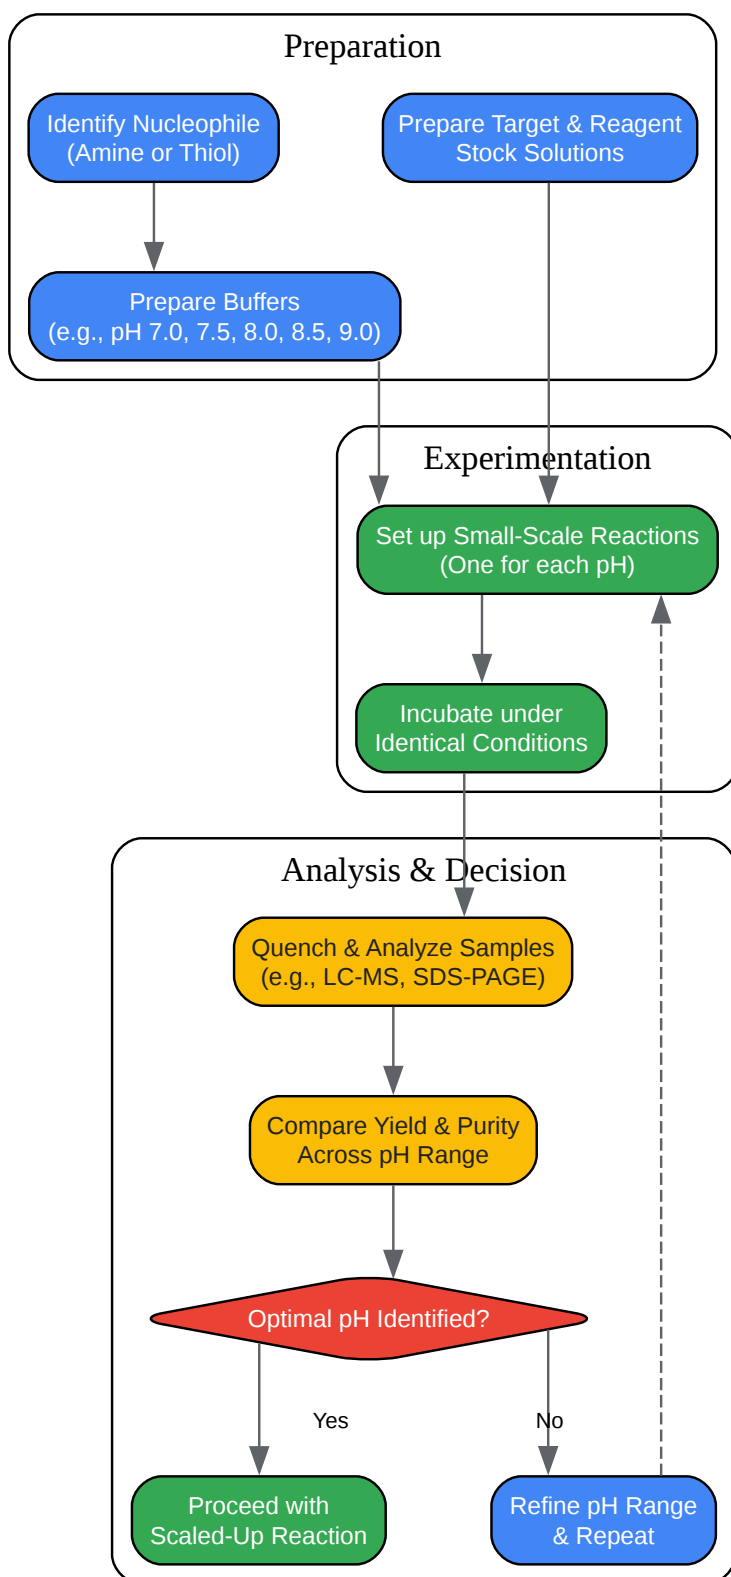 Preparation
Identify Nucleophile
(Amine or Thiol)
Prepare Target & Reagent
Stock Solutions
Prepare Buffers
(e.g., pH 7.0, 7.5, 8.0, 8.5, 9.0)
Experimentation
Set up Small-Scale Reactions
(One for each pH)
Incubate under
Identical Conditions
Analysis & Decision
Quench & Analyze Samples
(e.g., LC-MS, SDS-PAGE)
Compare Yield & Purity
Across pH Range
Optimal pH Identified?
Yes
No
Proceed with
Scaled-Up Reaction
Refine pH Range
& Repeat